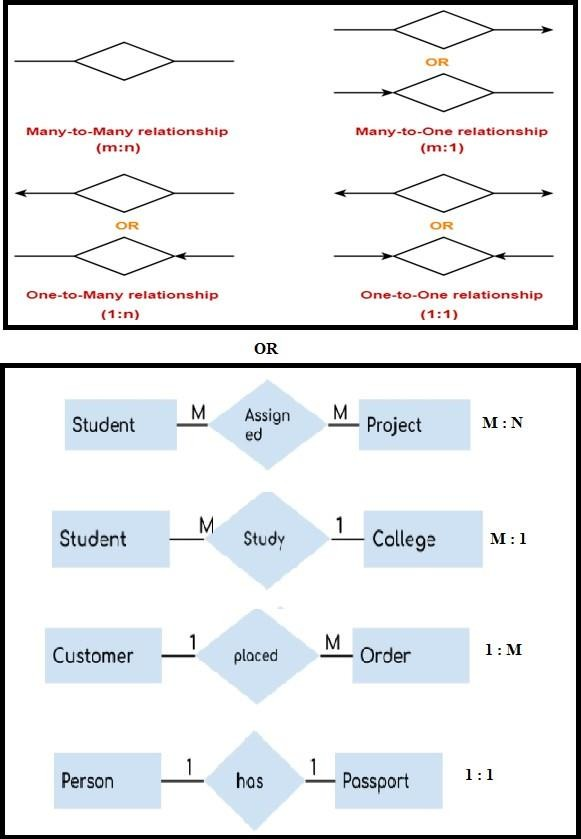 OR
Many-to-Many relationship
(m:n)
Many-to-One relationship
(m:1)
OR
OR
One-to-Many relationship
(1:n)
One-to-One relationship
(1:1)
OR
Student M Assign M Project M : N
ed
Student M Study 1 College M : 1
Customer 1 placed M Order 1 : M
Person 1 has 1 Passport 1 : 1